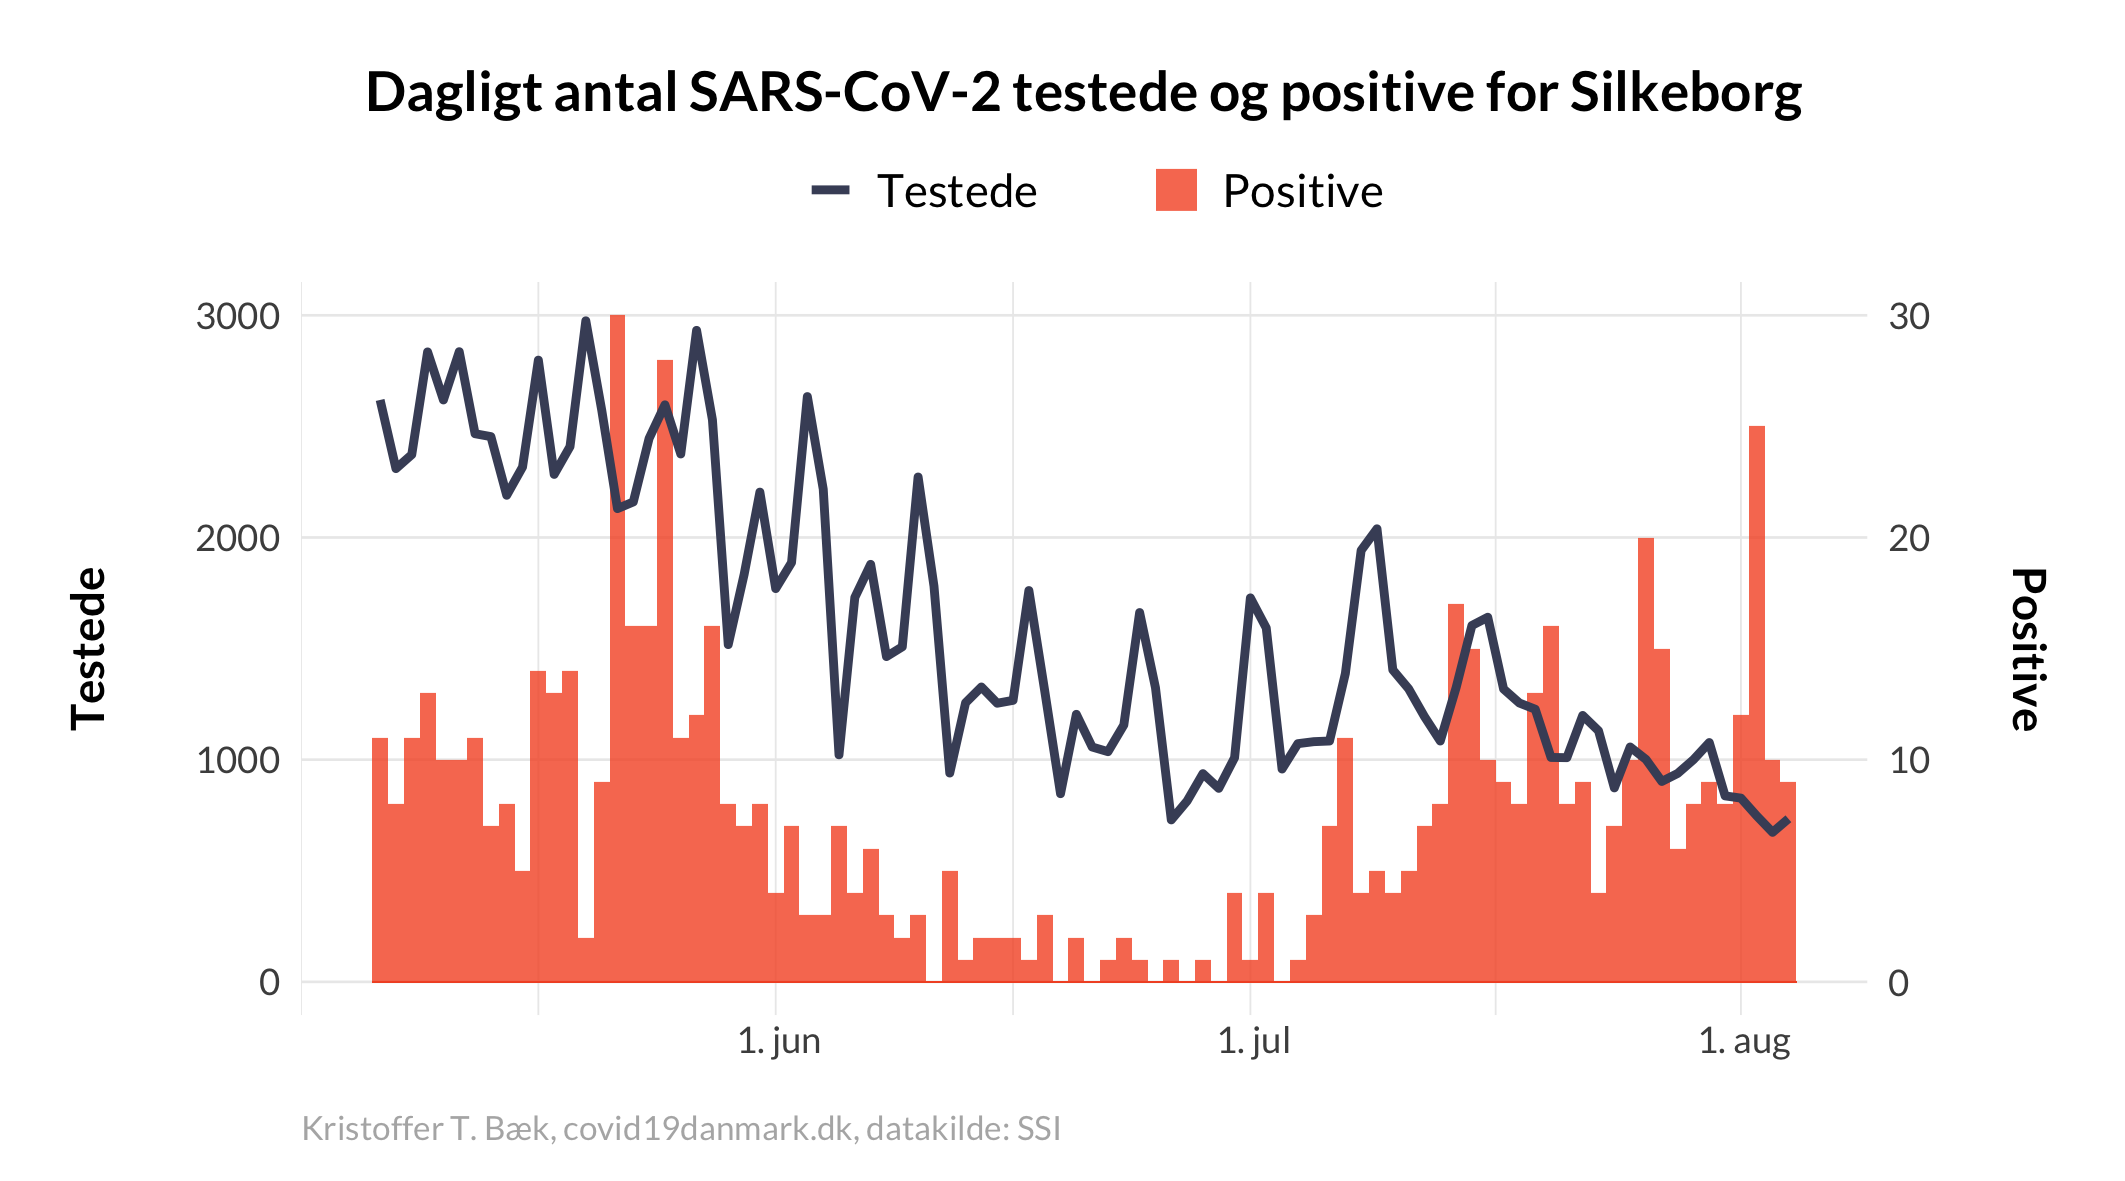 Dagligt antal SARS-CoV-2 testede og positive for Silkeborg
Testede
Positive
3000
2000
1000
0
30
20
10
0
Testede
Positive
1. jun
1. jul
1. aug
Kristoffer T. Bæk, covid19danmark.dk, datakilde: SSI